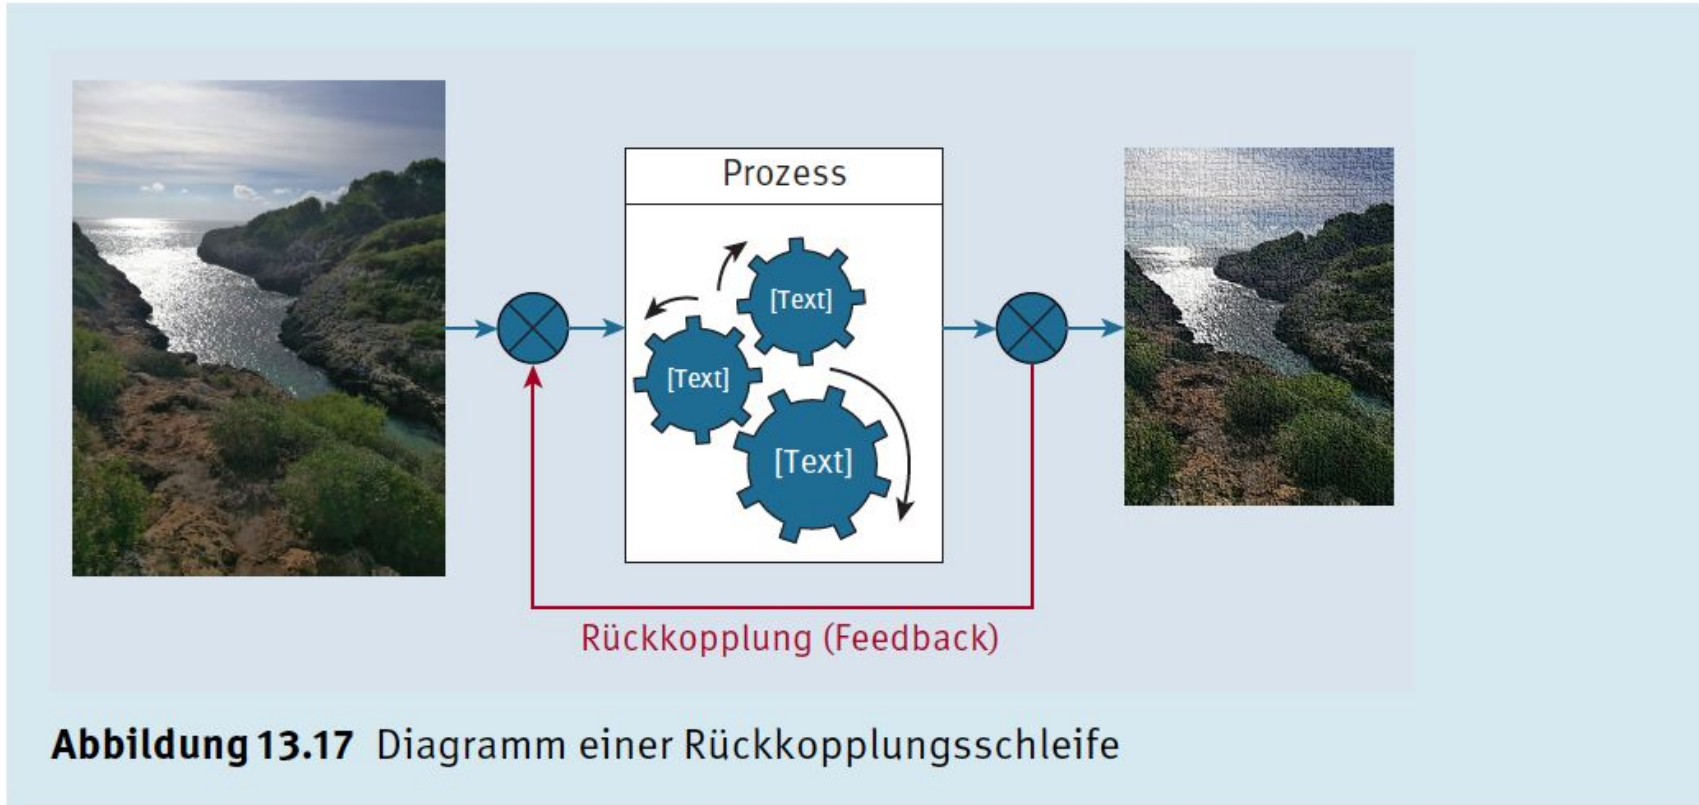 Prozess
[Text]
[Text]
[Text]
Rückkopplung (Feedback)
Abbildung 13.17 Diagramm einer Rückkopplungsschleife